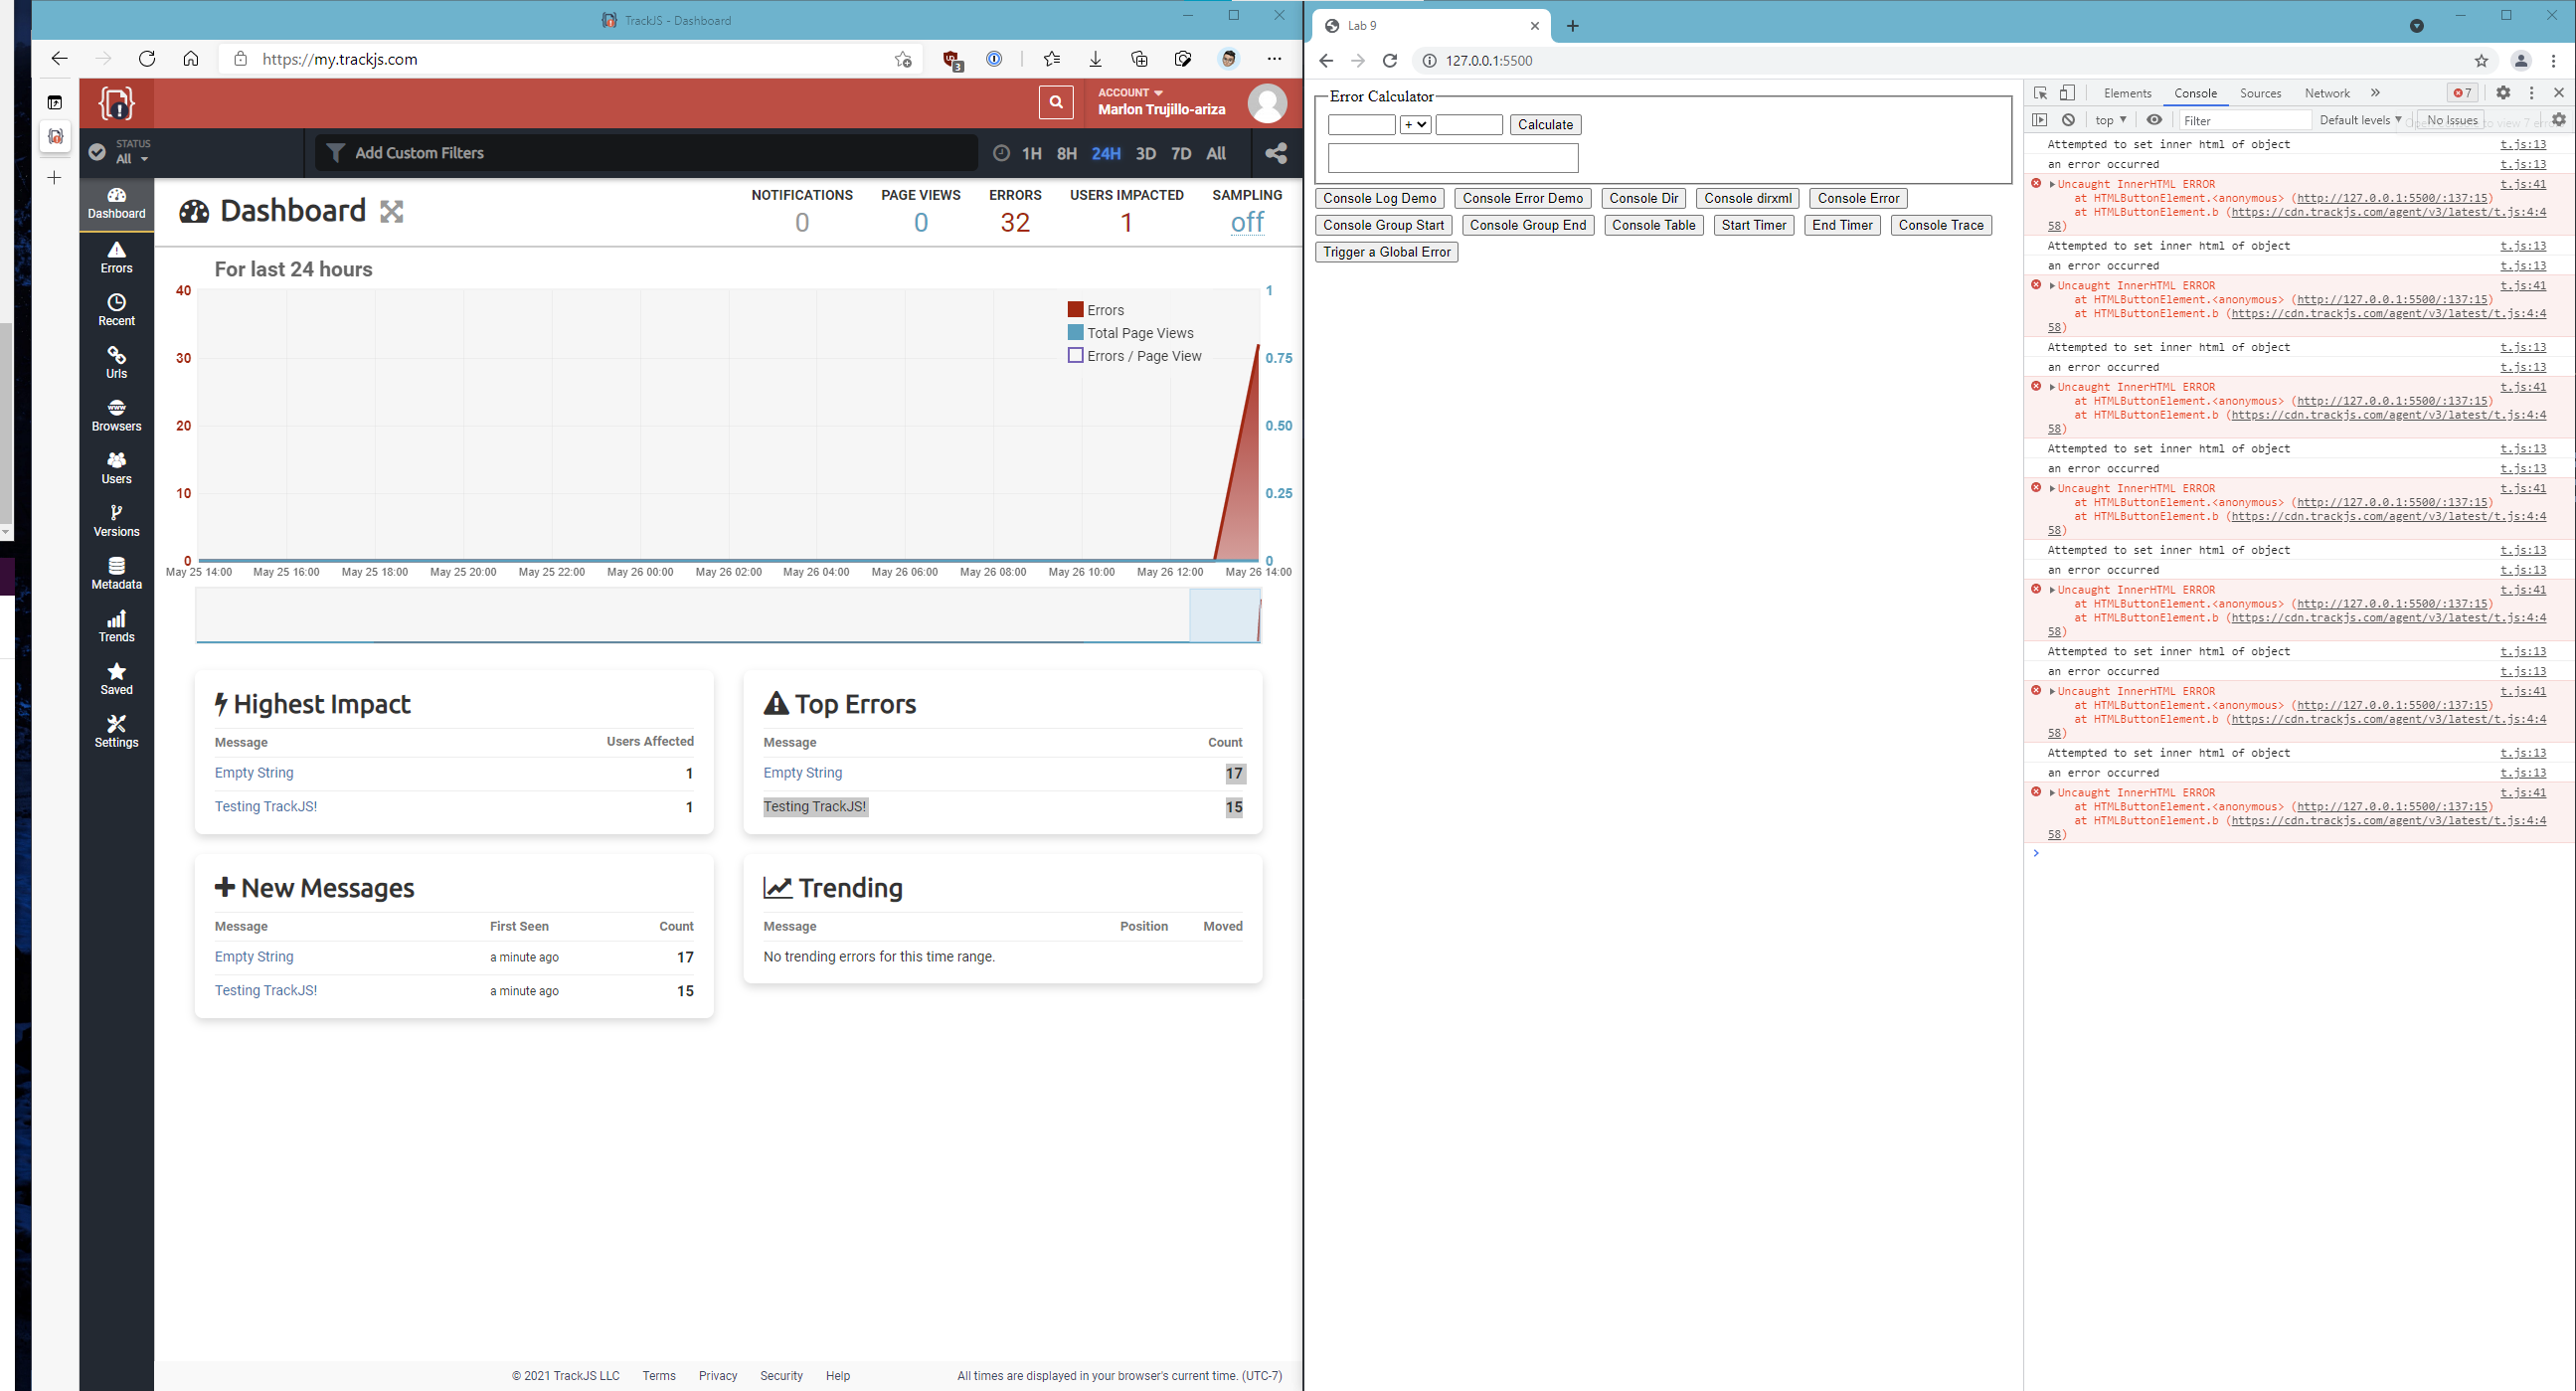 TrackJS - Dashboard
https://my.trackjs.com
3
ACCOUNT
Marlon Trujillo-ariza
STATUS
All
Add Custom Filters
1H 8H 24H 3D 7D All
Dashboard
Errors
Recent
Urls
Browsers
Users
Versions
Metadata
Trends
Saved
Settings
Dashboard
NOTIFICATIONS PAGE VIEWS ERRORS USERS IMPACTED SAMPLING
0 0 32 1 off
For last 24 hours
40 1
Errors
Total Page Views
30 0.75
Errors / Page View
20 0.50
10 0.25
0 0
May 25 14:00 May 25 16:00 May 25 18:00 May 25 20:00 May 25 22:00 May 26 00:00 May 26 02:00 May 26 04:00 May 26 06:00 May 26 08:00 May 26 10:00 May 26 12:00 May 26 14:00
Highest Impact
Message Users Affected
Empty String 1
Testing TrackJS! 1
Top Errors
Message Count
Empty String 17
Testing TrackJS! 15
New Messages
Message First Seen Count
Empty String a minute ago 17
Testing TrackJS! a minute ago 15
Trending
Message Position Moved
No trending errors for this time range.
© 2021 TrackJS LLC Terms Privacy Security Help All times are displayed in your browser's current time. (UTC-7)
Lab 9
127.0.0.1:5500
Error Calculator
+ Calculate
Console Log Demo Console Error Demo Console Dir Console dirxml Console Error
Console Group Start Console Group End Console Table Start Timer End Timer Console Trace
Trigger a Global Error
Elements Console Sources Network 7
top Filter Default levels No Issues
Attempted to set inner html of object t.js:13
an error occurred t.js:13
Uncaught InnerHTML ERROR t.js:41
at HTMLButtonElement.<anonymous> (http://127.0.0.1:5500/:137:15)
at HTMLButtonElement.b (https://cdn.trackjs.com/agent/v3/latest/t.js:4:4
58)
Attempted to set inner html of object t.js:13
an error occurred t.js:13
Uncaught InnerHTML ERROR t.js:41
at HTMLButtonElement.<anonymous> (http://127.0.0.1:5500/:137:15)
at HTMLButtonElement.b (https://cdn.trackjs.com/agent/v3/latest/t.js:4:4
58)
Attempted to set inner html of object t.js:13
an error occurred t.js:13
Uncaught InnerHTML ERROR t.js:41
at HTMLButtonElement.<anonymous> (http://127.0.0.1:5500/:137:15)
at HTMLButtonElement.b (https://cdn.trackjs.com/agent/v3/latest/t.js:4:4
58)
Attempted to set inner html of object t.js:13
an error occurred t.js:13
Uncaught InnerHTML ERROR t.js:41
at HTMLButtonElement.<anonymous> (http://127.0.0.1:5500/:137:15)
at HTMLButtonElement.b (https://cdn.trackjs.com/agent/v3/latest/t.js:4:4
58)
Attempted to set inner html of object t.js:13
an error occurred t.js:13
Uncaught InnerHTML ERROR t.js:41
at HTMLButtonElement.<anonymous> (http://127.0.0.1:5500/:137:15)
at HTMLButtonElement.b (https://cdn.trackjs.com/agent/v3/latest/t.js:4:4
58)
Attempted to set inner html of object t.js:13
an error occurred t.js:13
Uncaught InnerHTML ERROR t.js:41
at HTMLButtonElement.<anonymous> (http://127.0.0.1:5500/:137:15)
at HTMLButtonElement.b (https://cdn.trackjs.com/agent/v3/latest/t.js:4:4
58)
Attempted to set inner html of object t.js:13
an error occurred t.js:13
Uncaught InnerHTML ERROR t.js:41
at HTMLButtonElement.<anonymous> (http://127.0.0.1:5500/:137:15)
at HTMLButtonElement.b (https://cdn.trackjs.com/agent/v3/latest/t.js:4:4
58)